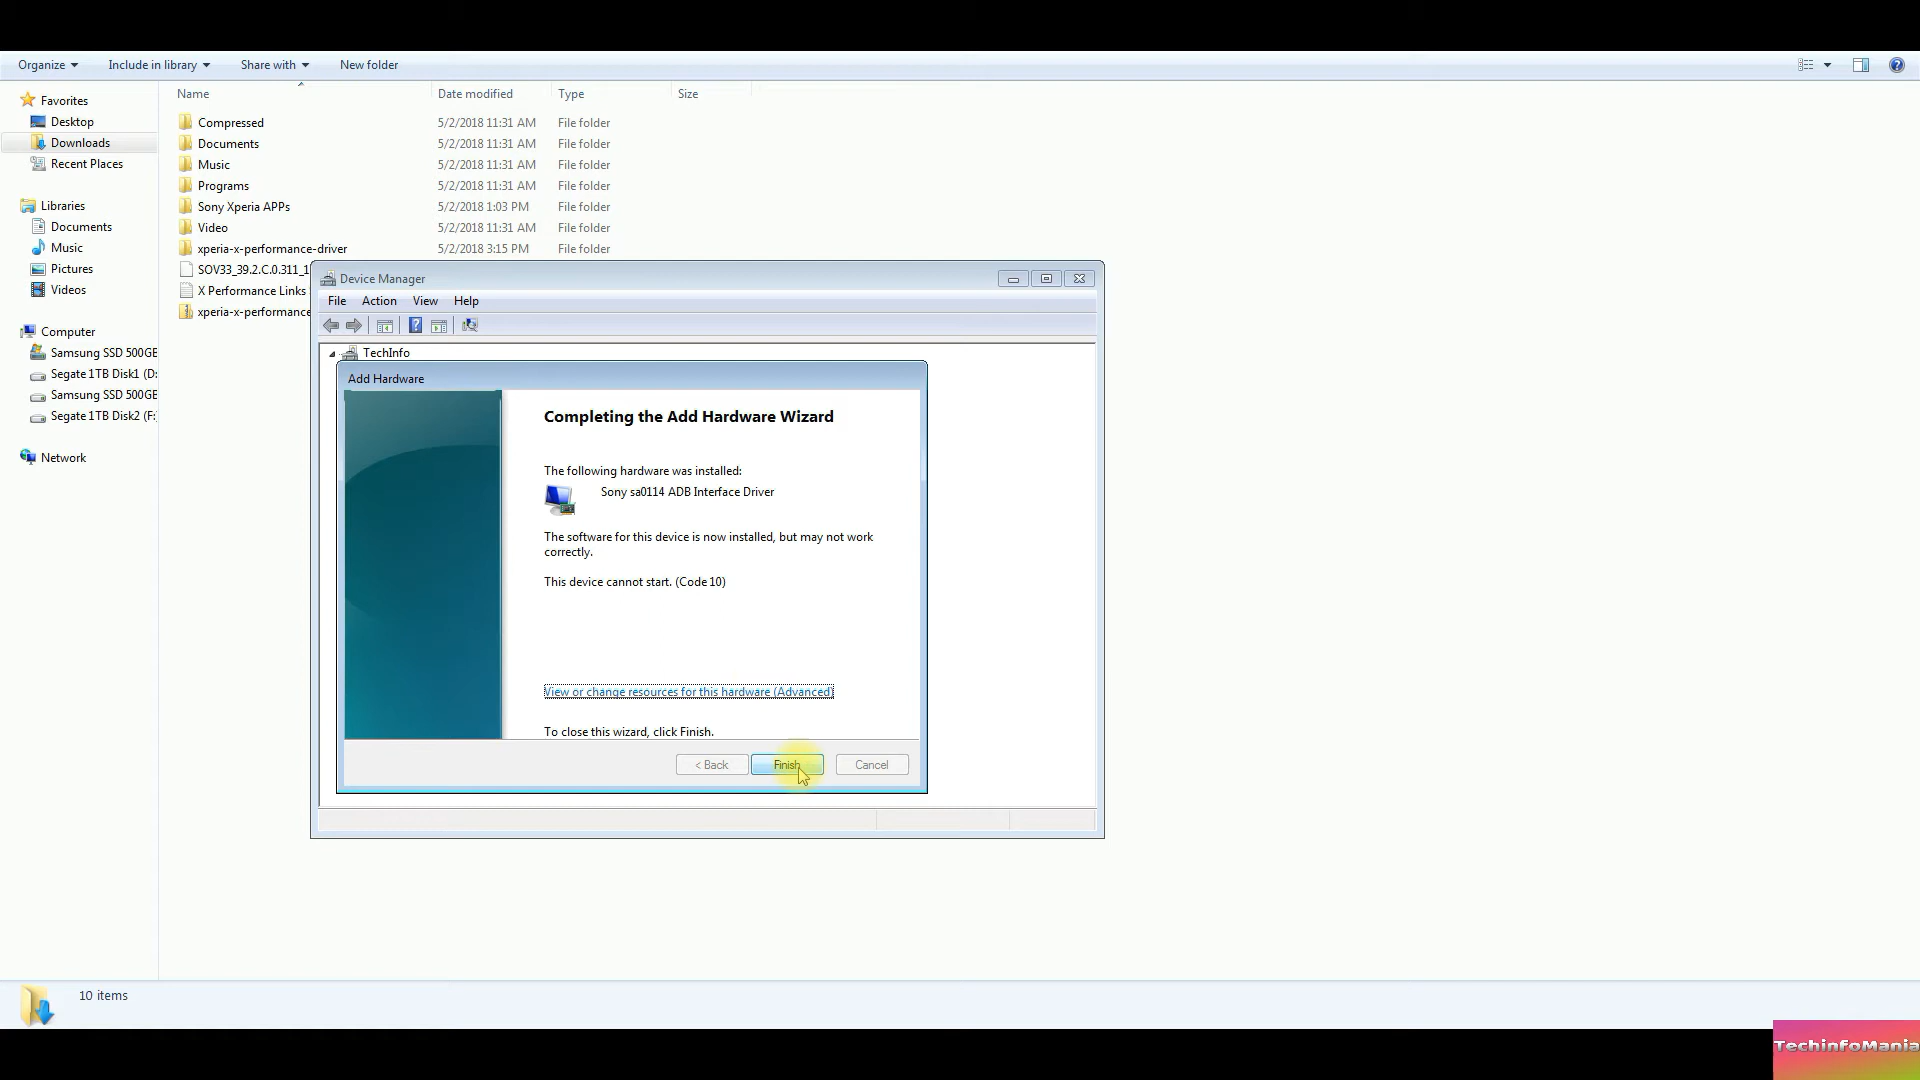 Organize
Include in library
Share with
New folder
Name
Date modified
Type
Size
Favorites
Desktop
Downloads
Recent Places
Libraries
Documents
Music
Pictures
Videos
Computer
Samsung SSD 500GE
Segate 1TB Disk1 (D:
Samsung SSD 500GE
Segate 1TB Disk2 (F:
Network
Compressed 5/2/2018 11:31 AM File folder
Documents 5/2/2018 11:31 AM File folder
Music 5/2/2018 11:31 AM File folder
Programs 5/2/2018 11:31 AM File folder
Sony Xperia APPs 5/2/2018 1:03 PM File folder
Video 5/2/2018 11:31 AM File folder
xperia-x-performance-driver 5/2/2018 3:15 PM File folder
SOV33_39.2.C.0.311_1
X Performance Links
xperia-x-performance
Device Manager
File Action View Help
TechInfo
Add Hardware
Completing the Add Hardware Wizard
The following hardware was installed:
Sony sa0114 ADB Interface Driver
The software for this device is now installed, but may not work
correctly.
This device cannot start. (Code 10)
View or change resources for this hardware (Advanced)
To close this wizard, click Finish.
< Back Finish Cancel
10 items
TechinfoMania